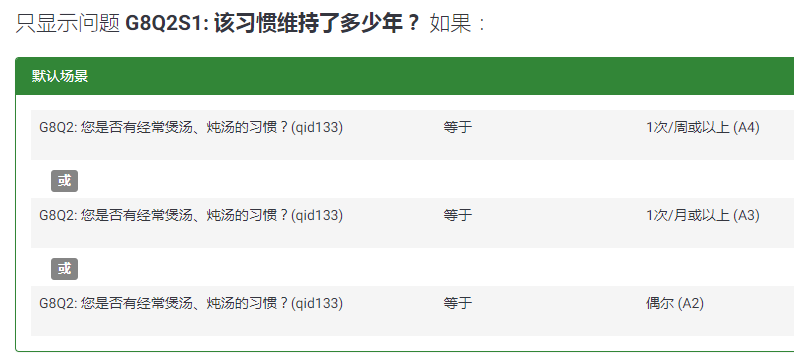 只显示问题 G8Q2S1: 该习惯维持了多少年？ 如果：
默认场景
G8Q2: 您是否有经常煲汤、炖汤的习惯？(qid133) 等于 1次/周或以上 (A4)
或
G8Q2: 您是否有经常煲汤、炖汤的习惯？(qid133) 等于 1次/月或以上 (A3)
或
G8Q2: 您是否有经常煲汤、炖汤的习惯？(qid133) 等于 偶尔 (A2)